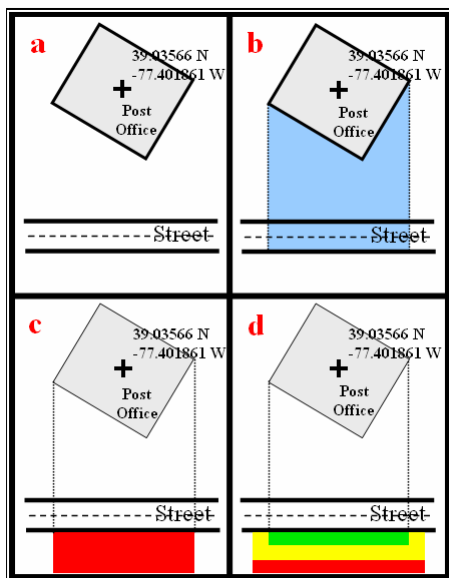 a
39.03566 N
-77.401861 W
Post
Office
Street
b
39.03566 N
-77.401861 W
Post
Office
Street
c
39.03566 N
-77.401861 W
Post
Office
Street
d
39.03566 N
-77.401861 W
Post
Office
Street